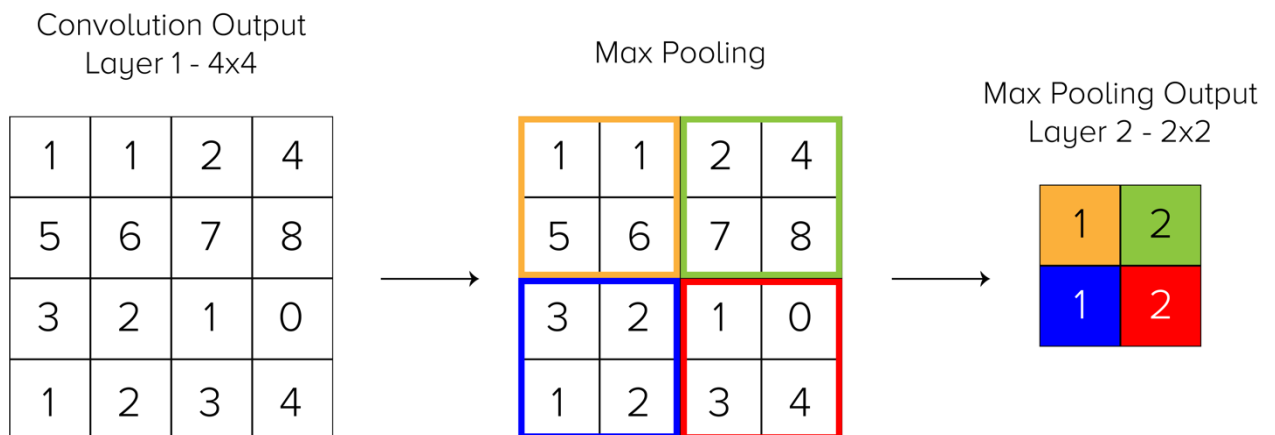 Convolution Output
Layer 1 - 4x4
Max Pooling
Max Pooling Output
Layer 2 - 2x2
1 1 2 4
5 6 7 8
3 2 1 0
1 2 3 4
1 1 2 4
5 6 7 8
3 2 1 0
1 2 3 4
1 2
1 2